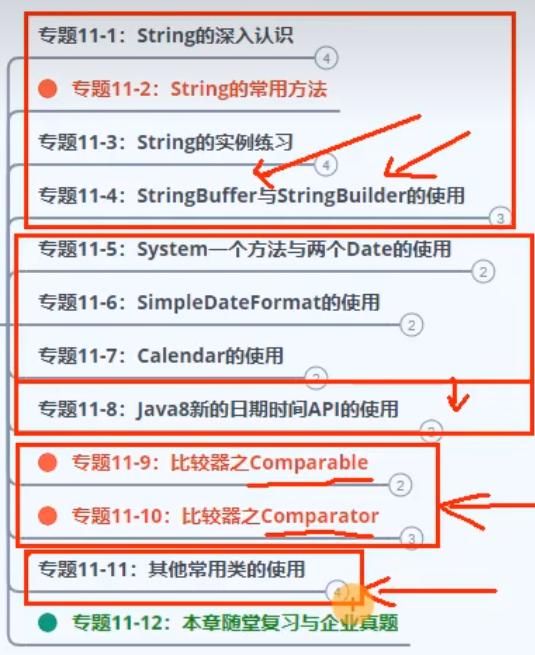 专题11-1：String的深入认识
4
专题11-2：String的常用方法
专题11-3：String的实例练习
4
专题11-4：StringBuffer与StringBuilder的使用
3
专题11-5：System一个方法与两个Date的使用
2
专题11-6：SimpleDateFormat的使用
2
专题11-7：Calendar的使用
2
专题11-8：Java8新的日期时间API的使用
专题11-9：比较器之Comparable
2
专题11-10：比较器之Comparator
3
专题11-11：其他常用类的使用
4
专题11-12：本章随堂复习与企业真题